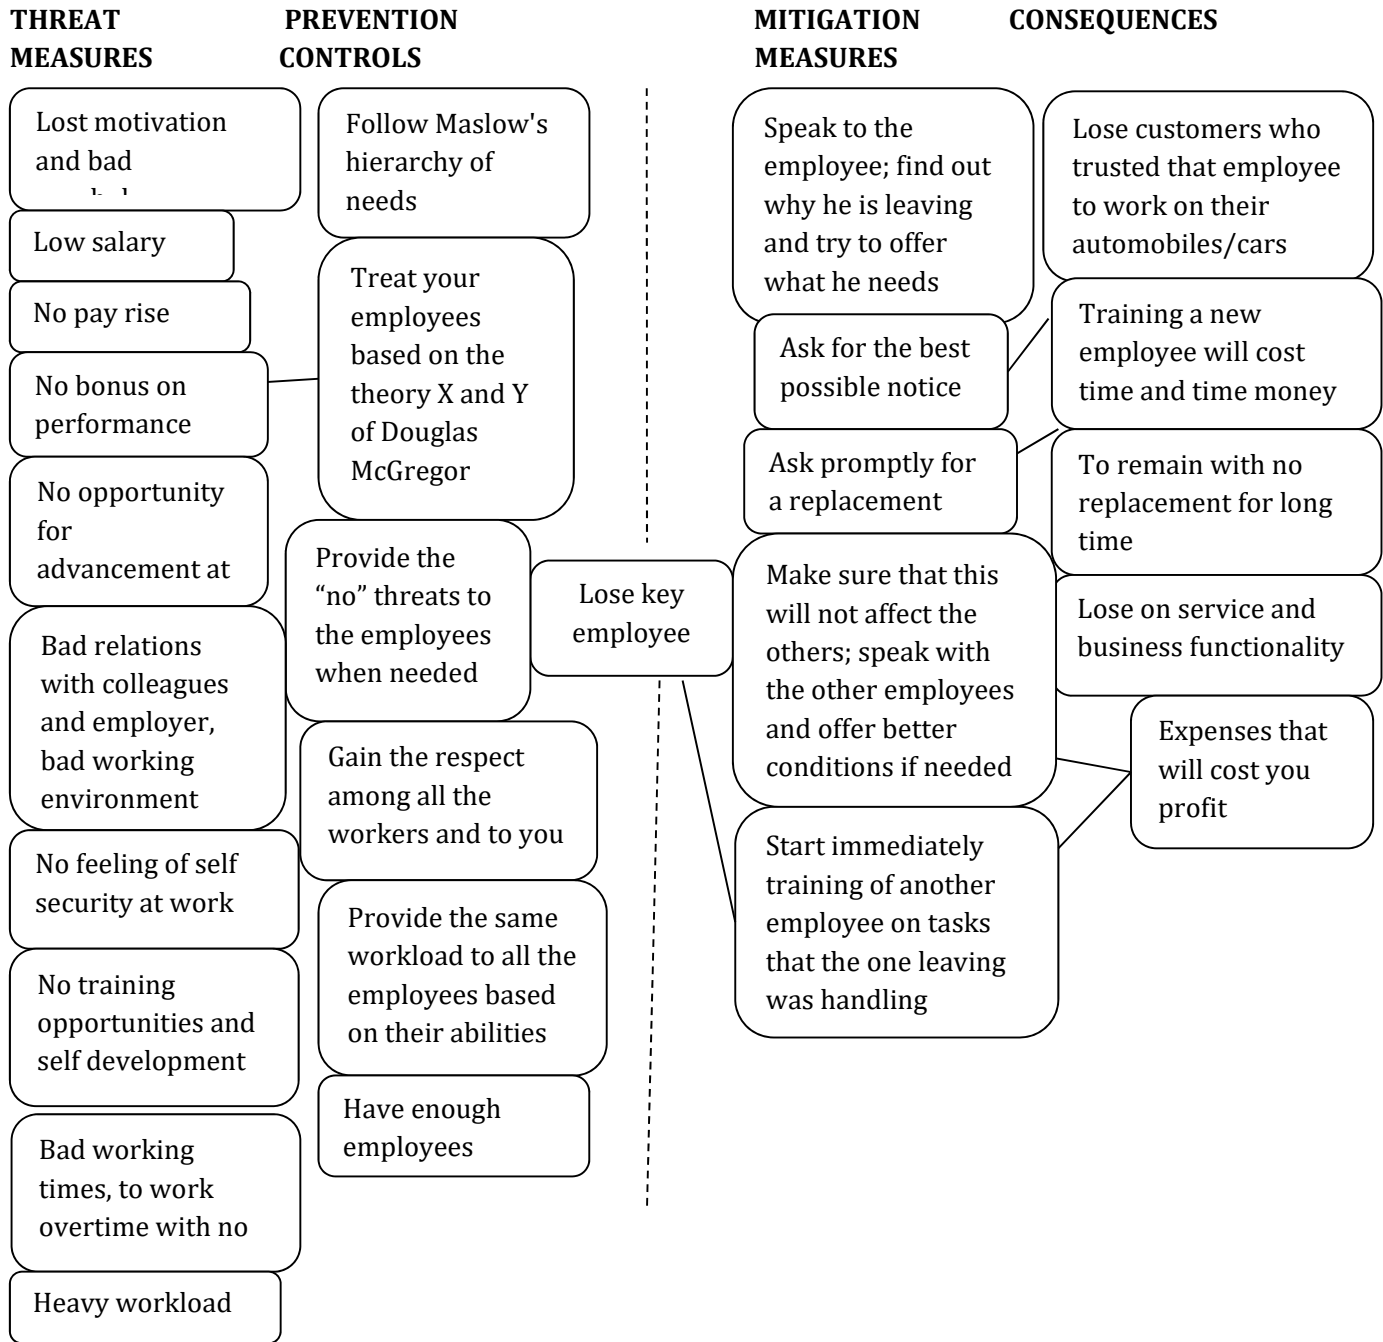 THREAT MEASURES
PREVENTION CONTROLS
MITIGATION MEASURES
CONSEQUENCES
Lost motivation
and bad
Low salary
No pay rise
No bonus on
performance
No opportunity
for
advancement at
Bad relations
with colleagues
and employer,
bad working
environment
No feeling of self
security at work
No training
opportunities and
self development
Bad working
times, to work
overtime with no
Heavy workload
Follow Maslow's
hierarchy of
needs
Treat your
employees
based on the
theory X and Y
of Douglas
McGregor
Provide the
“no” threats to
the employees
when needed
Gain the respect
among all the
workers and to you
Provide the same
workload to all the
employees based
on their abilities
Have enough
employees
Lose key
employee
Speak to the
employee; find out
why he is leaving
and try to offer
what he needs
Ask for the best
possible notice
Ask promptly for
a replacement
Make sure that this
will not affect the
others; speak with
the other employees
and offer better
conditions if needed
Start immediately
training of another
employee on tasks
that the one leaving
was handling
Lose customers who
trusted that employee
to work on their
automobiles/cars
Training a new
employee will cost
time and time money
To remain with no
replacement for long
time
Lose on service and
business functionality
Expenses that
will cost you
profit